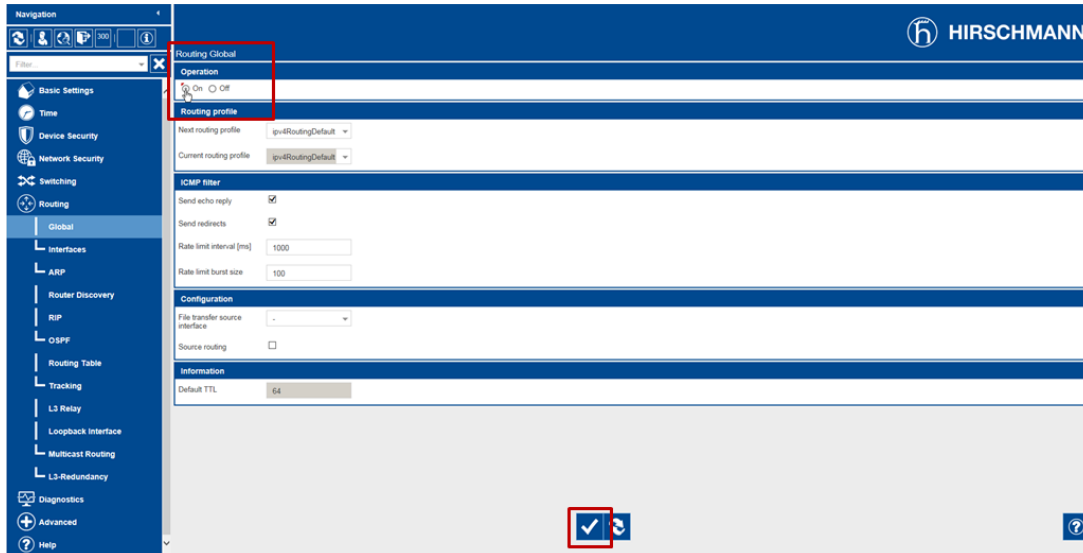 Navigation
300
HIRSCHMANN
Filter...
Routing Global
Operation
On Off
Routing profile
Next routing profile ipv4RoutingDefault
Current routing profile ipv4RoutingDefault
ICMP filter
Send echo reply
Send redirects
Rate limit interval [ms] 1000
Rate limit burst size 100
Configuration
File transfer source
interface -
Source routing
Information
Default TTL 64
Basic Settings
Time
Device Security
Network Security
Switching
Routing
Global
Interfaces
ARP
Router Discovery
RIP
OSPF
Routing Table
Tracking
L3 Relay
Loopback Interface
Multicast Routing
L3-Redundancy
Diagnostics
Advanced
Help